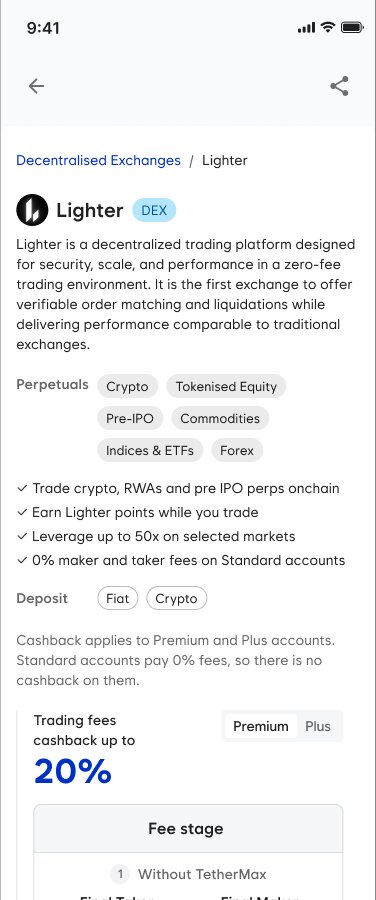 9:41
Decentralised Exchanges / Lighter
Lighter DEX
Lighter is a decentralized trading platform designed
for security, scale, and performance in a zero-fee
trading environment. It is the first exchange to offer
verifiable order matching and liquidations while
delivering performance comparable to traditional
exchanges.
Perpetuals Crypto Tokenised Equity
Pre-IPO Commodities
Indices & ETFs Forex
✓ Trade crypto, RWAs and pre IPO perps onchain
✓ Earn Lighter points while you trade
✓ Leverage up to 50x on selected markets
✓ 0% maker and taker fees on Standard accounts
Deposit Fiat Crypto
Cashback applies to Premium and Plus accounts.
Standard accounts pay 0% fees, so there is no
cashback on them.
Trading fees
cashback up to
20%
Premium Plus
Fee stage
1 Without TetherMax
Final Taker Final Maker